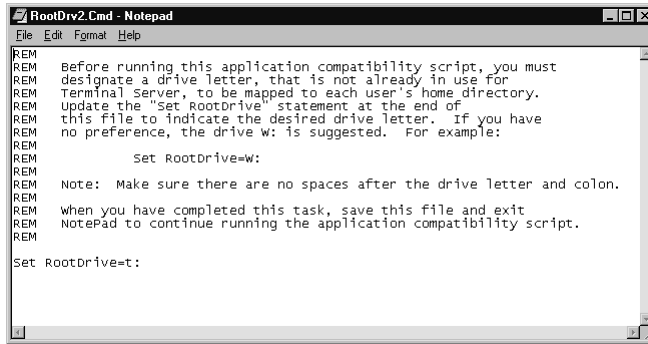 RootDrv2.Cmd - Notepad
File Edit Format Help
REM
REM Before running this application compatibility script, you must
REM designate a drive letter, that is not already in use for
REM Terminal Server, to be mapped to each user's home directory.
REM Update the "Set RootDrive" statement at the end of
REM this file to indicate the desired drive letter. If you have
REM no preference, the drive W: is suggested. For example:
REM
REM Set RootDrive=W:
REM
REM Note: Make sure there are no spaces after the drive letter and colon.
REM
REM When you have completed this task, save this file and exit
REM NotePad to continue running the application compatibility script.
REM
Set RootDrive=t: